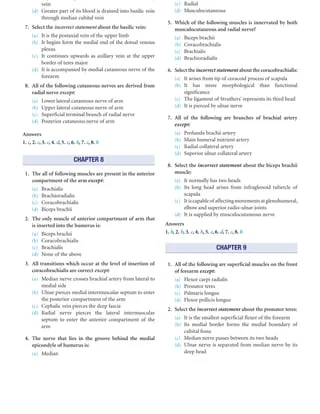 vein
(d) Greater part of its blood is drained into basilic vein
through median cubital vein
7. Select the incorrect statement about the basilic vein:
(a) It is the postaxial vein of the upper limb
(b) It begins form the medial end of the dorsal venous
plexus
(c) It continues upwards as axillary vein at the upper
border of teres major
(d) It is accompanied by medial cutaneous nerve of the
forearm
8. All of the following cutaneous nerves are derived from
radial nerve except:
(a) Lower lateral cutaneous nerve of arm
(b) Upper lateral cutaneous nerve of arm
(c) Superficial terminal branch of radial nerve
(d) Posterior cutaneous nerve of arm
Answers
CHAPTER 8
1. The all of following muscles are present in the anterior
compartment of the arm except:
(a) Brachialis
(b) Brachioradialis
(c) Coracobrachialis
(d) Biceps brachii
2. The only muscle of anterior compartment of arm that
is inserted into the humerus is:
(a) Biceps brachii
(b) Coracobrachialis
(c) Brachialis
(d) None of the above
3. All transitions which occur at the level of insertion of
coracobrachialis are correct except:
(a) Median nerve crosses brachial artery from lateral to
medial side
(b) Ulnar pierces medial intermuscular septum to enter
the posterior compartment of the arm
(c) Cephalic vein pierces the deep fascia
(d) Radial nerve pierces the lateral intermuscular
septum to enter the anterior compartment of the
arm
4. The nerve that lies in the groove behind the medial
epicondyle of humerus is:
(a) Median
(c) Radial
(d) Musculocutaneous
5. Which of the following muscles is innervated by both
musculocutaneous and radial nerve?
(a) Biceps brachii
(b) Coracobrachialis
(c) Brachialis
(d) Brachioradialis
6. Select the incorrect statement about the coracobrachialis:
(a) It arises from tip of coracoid process of scapula
(b) It has more morphological than functional
significance
(c) The ligament of Struthers' represents its third head
(d) It is pierced by ulnar nerve
7. All of the following are branches of brachial artery
except:
(a) Profunda brachii artery
(b) Main humeral nutrient artery
(c) Radial collateral artery
(d) Superior ulnar collateral artery
8. Select the incorrect statement about the biceps brachii
muscle:
(a) It normally has two heads
(b) Its long head arises from infraglenoid tubercle of
scapula
(c) It is capable of affecting movements at glenohumeral,
elbow and superior radio-ulnar joints
(d) It is supplied by musculocutaneous nerve
Answers
CHAPTER 9
1. All of the following are superficial muscles on the front
of forearm except:
(a) Flexor carpi radialis
(b) Pronator teres
(c) Palmaris longus
(d) Flexor pollicis longus
2. Select the incorrect statement about the pronator teres:
(a) It is the smallest superficial flexor of the forearm
(b) Its medial border forms the medial boundary of
cubital fossa
(c) Median nerve passes between its two heads
(d) Ulnar nerve is separated from median nerve by its
deep head